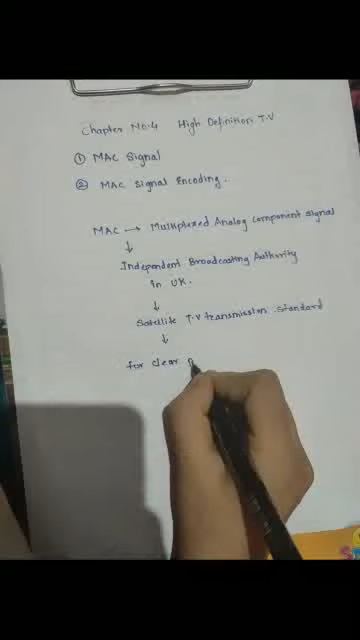 Chapter No.4 High Definition T.V
① MAC Signal
② MAC Signal Encoding.
MAC → Multiplexed Analog Component Signal
↓
Independent Broadcasting Authority
in UK.
↓
Satellite T.V transmission standard
↓
for clear